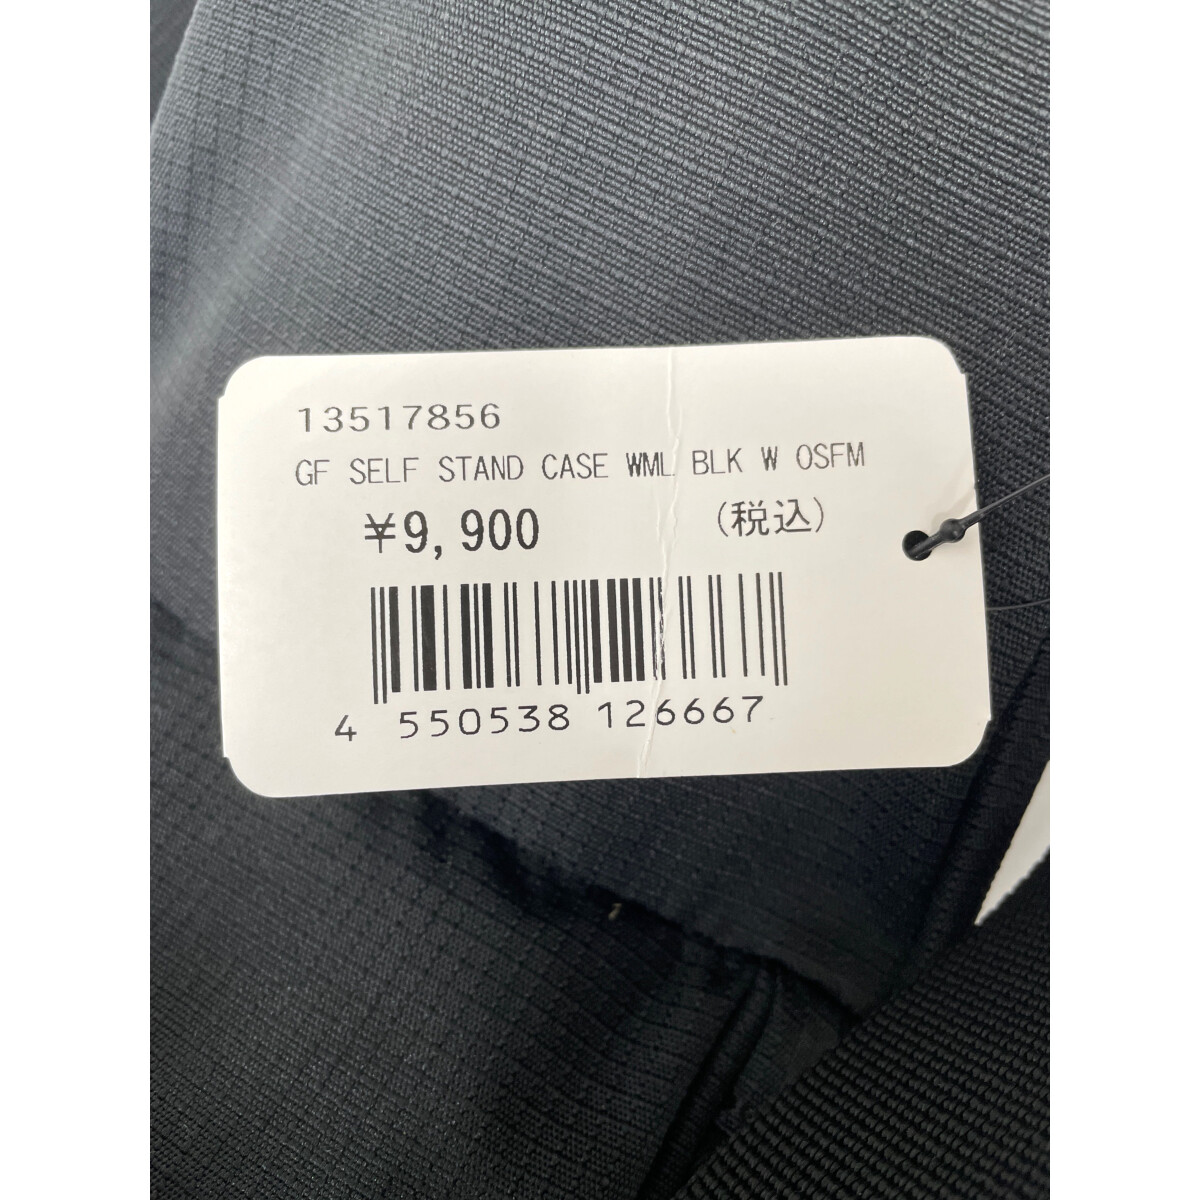 13517856
GF SELF STAND CASE WML BLK W OSFM
¥9,900 (税込)
4 550538 126667